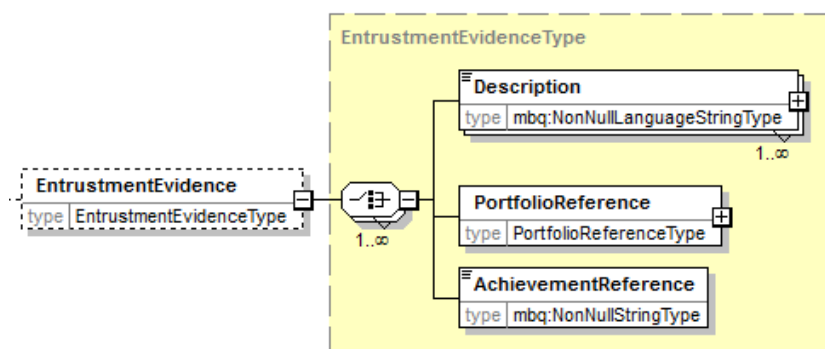 EntrustmentEvidenceType
Description
type mbq:NonNullLanguageStringType
1..∞
EntrustmentEvidence
type EntrustmentEvidenceType
1..∞
PortfolioReference
type PortfolioReferenceType
AchievementReference
type mbq:NonNullStringType